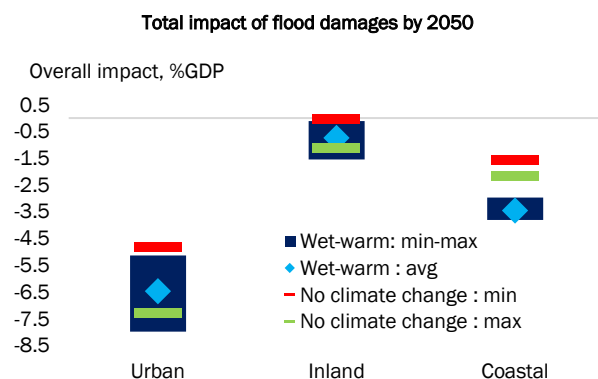 Total impact of flood damages by 2050
Overall impact, %GDP
0.5
-0.5
-1.5
-2.5
-3.5
-4.5
-5.5
-6.5
-7.5
-8.5
Wet-warm: min-max
Wet-warm : avg
No climate change : min
No climate change : max
Urban Inland Coastal